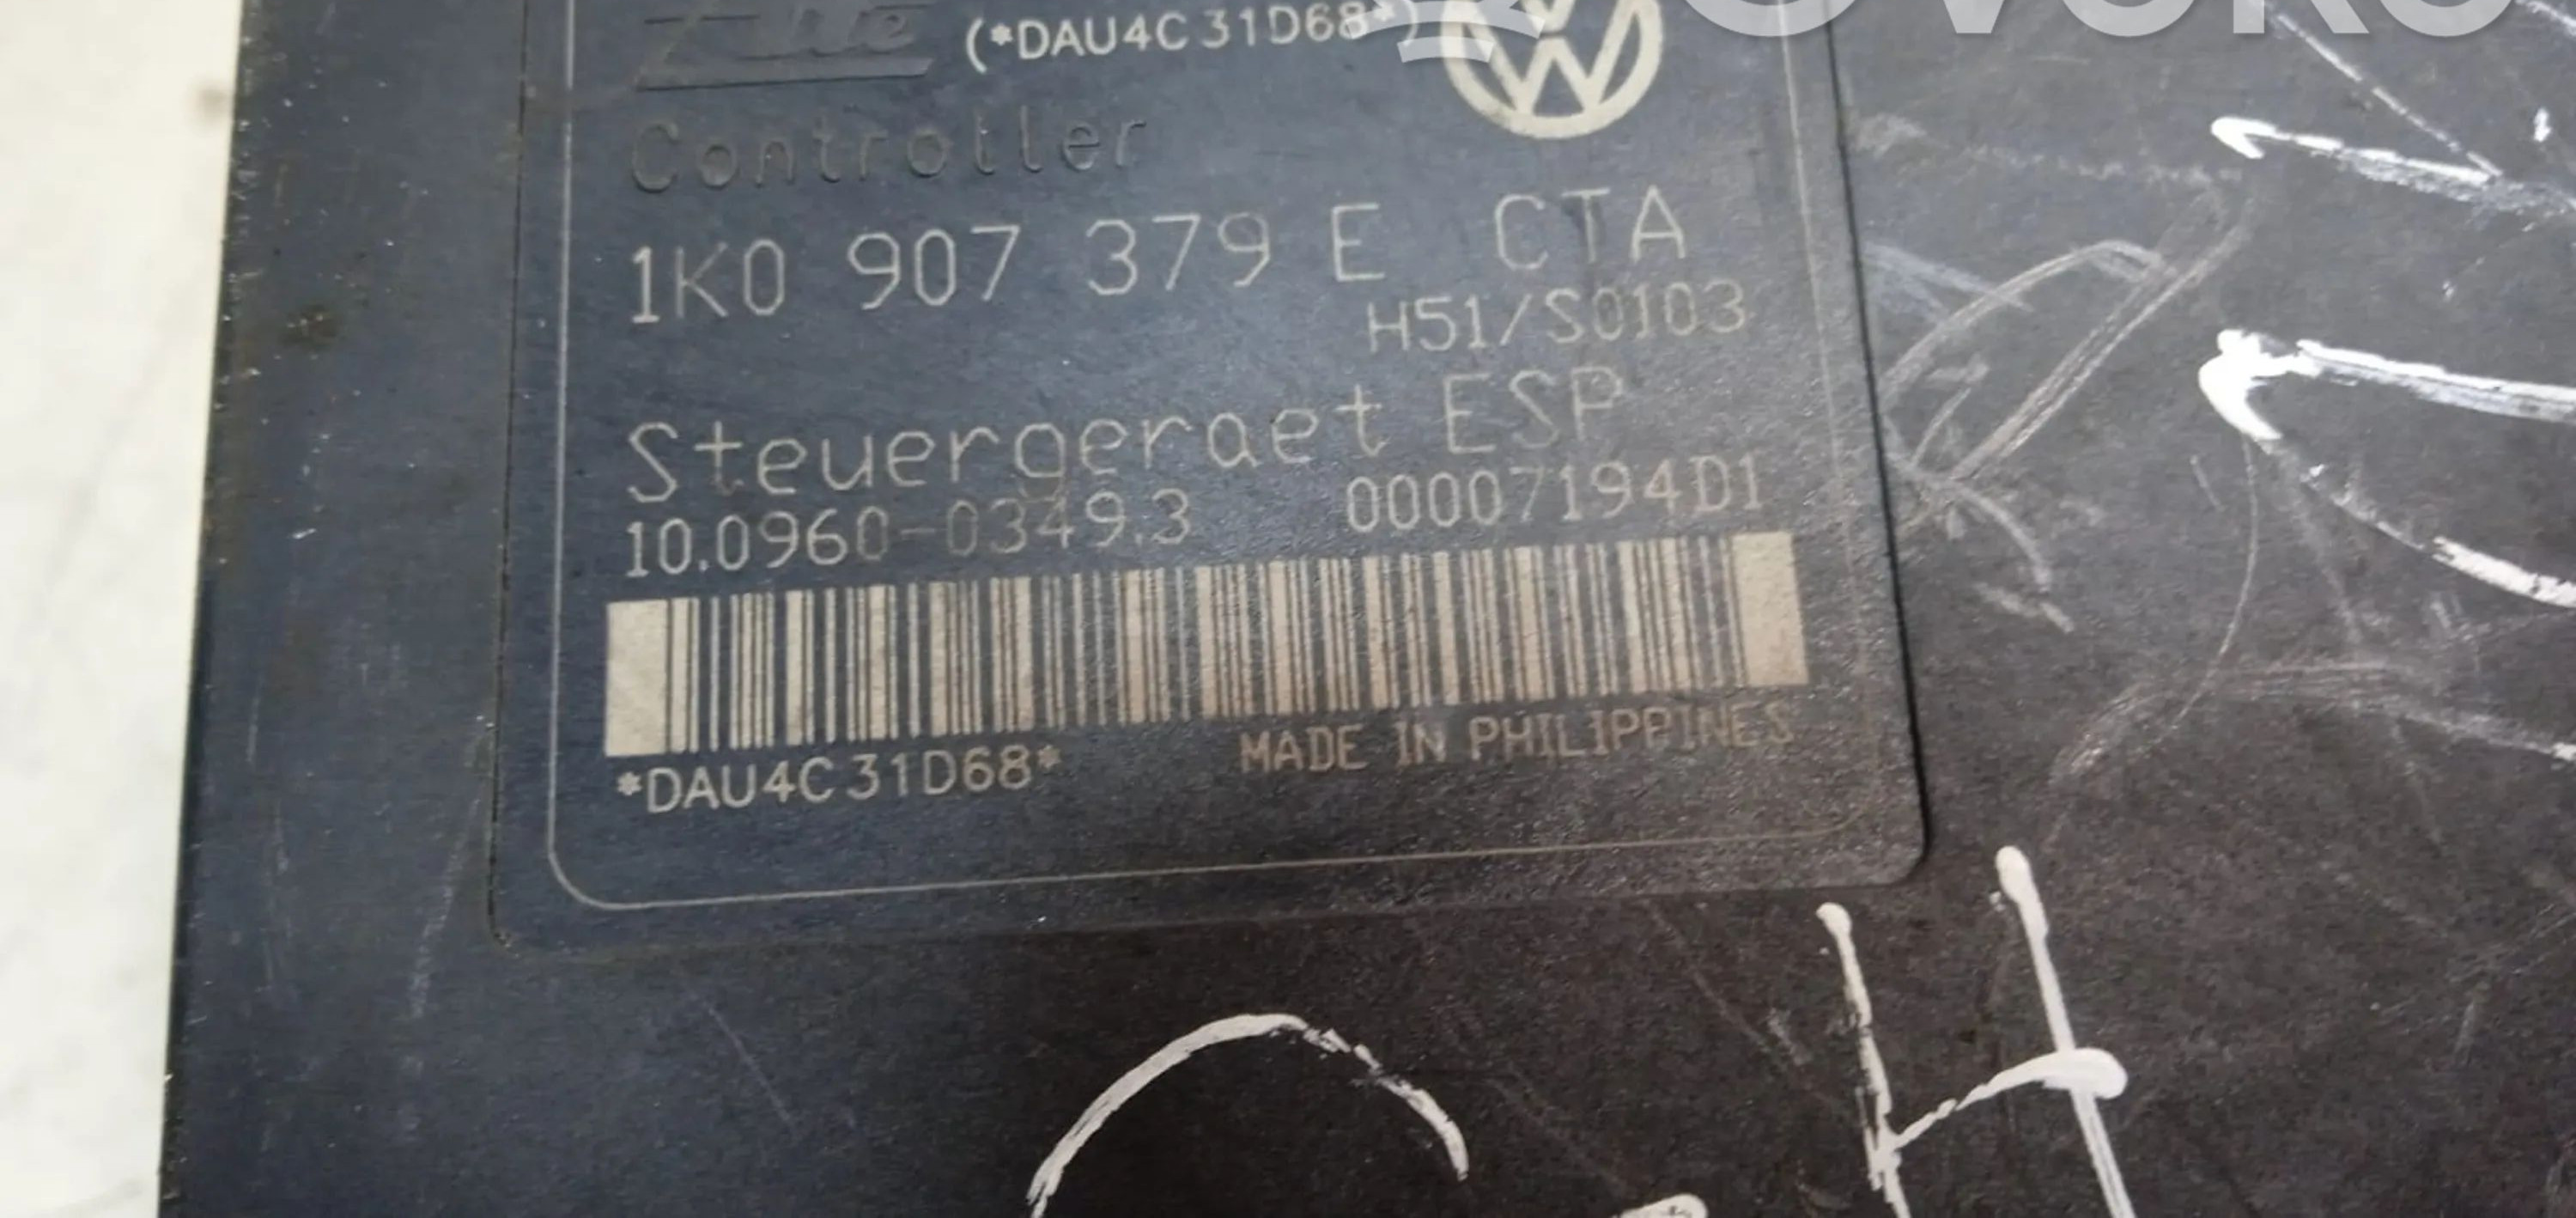 (*DAU4C31D68*)
Controller
1K0 907 379 E CTA
H51/S0103
Steuergeraet ESP
10.0960-0349.3 00007194D1
*DAU4C31D68* MADE IN PHILIPPINES